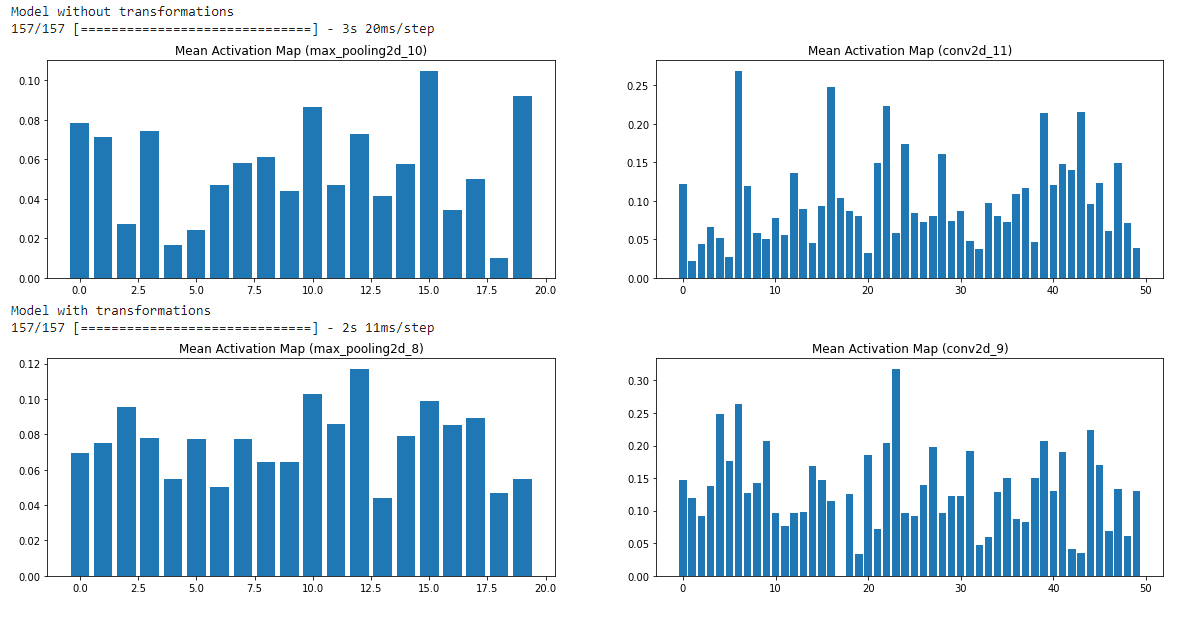 Model without transformations
157/157 [==============================] - 3s 20ms/step
Mean Activation Map (max_pooling2d_10)
0.10
0.08
0.06
0.04
0.02
0.00
0.0 2.5 5.0 7.5 10.0 12.5 15.0 17.5 20.0
Mean Activation Map (conv2d_11)
0.25
0.20
0.15
0.10
0.05
0.00
0 10 20 30 40 50
Model with transformations
157/157 [==============================] - 2s 11ms/step
Mean Activation Map (max_pooling2d_8)
0.12
0.10
0.08
0.06
0.04
0.02
0.00
0.0 2.5 5.0 7.5 10.0 12.5 15.0 17.5 20.0
Mean Activation Map (conv2d_9)
0.30
0.25
0.20
0.15
0.10
0.05
0.00
0 10 20 30 40 50